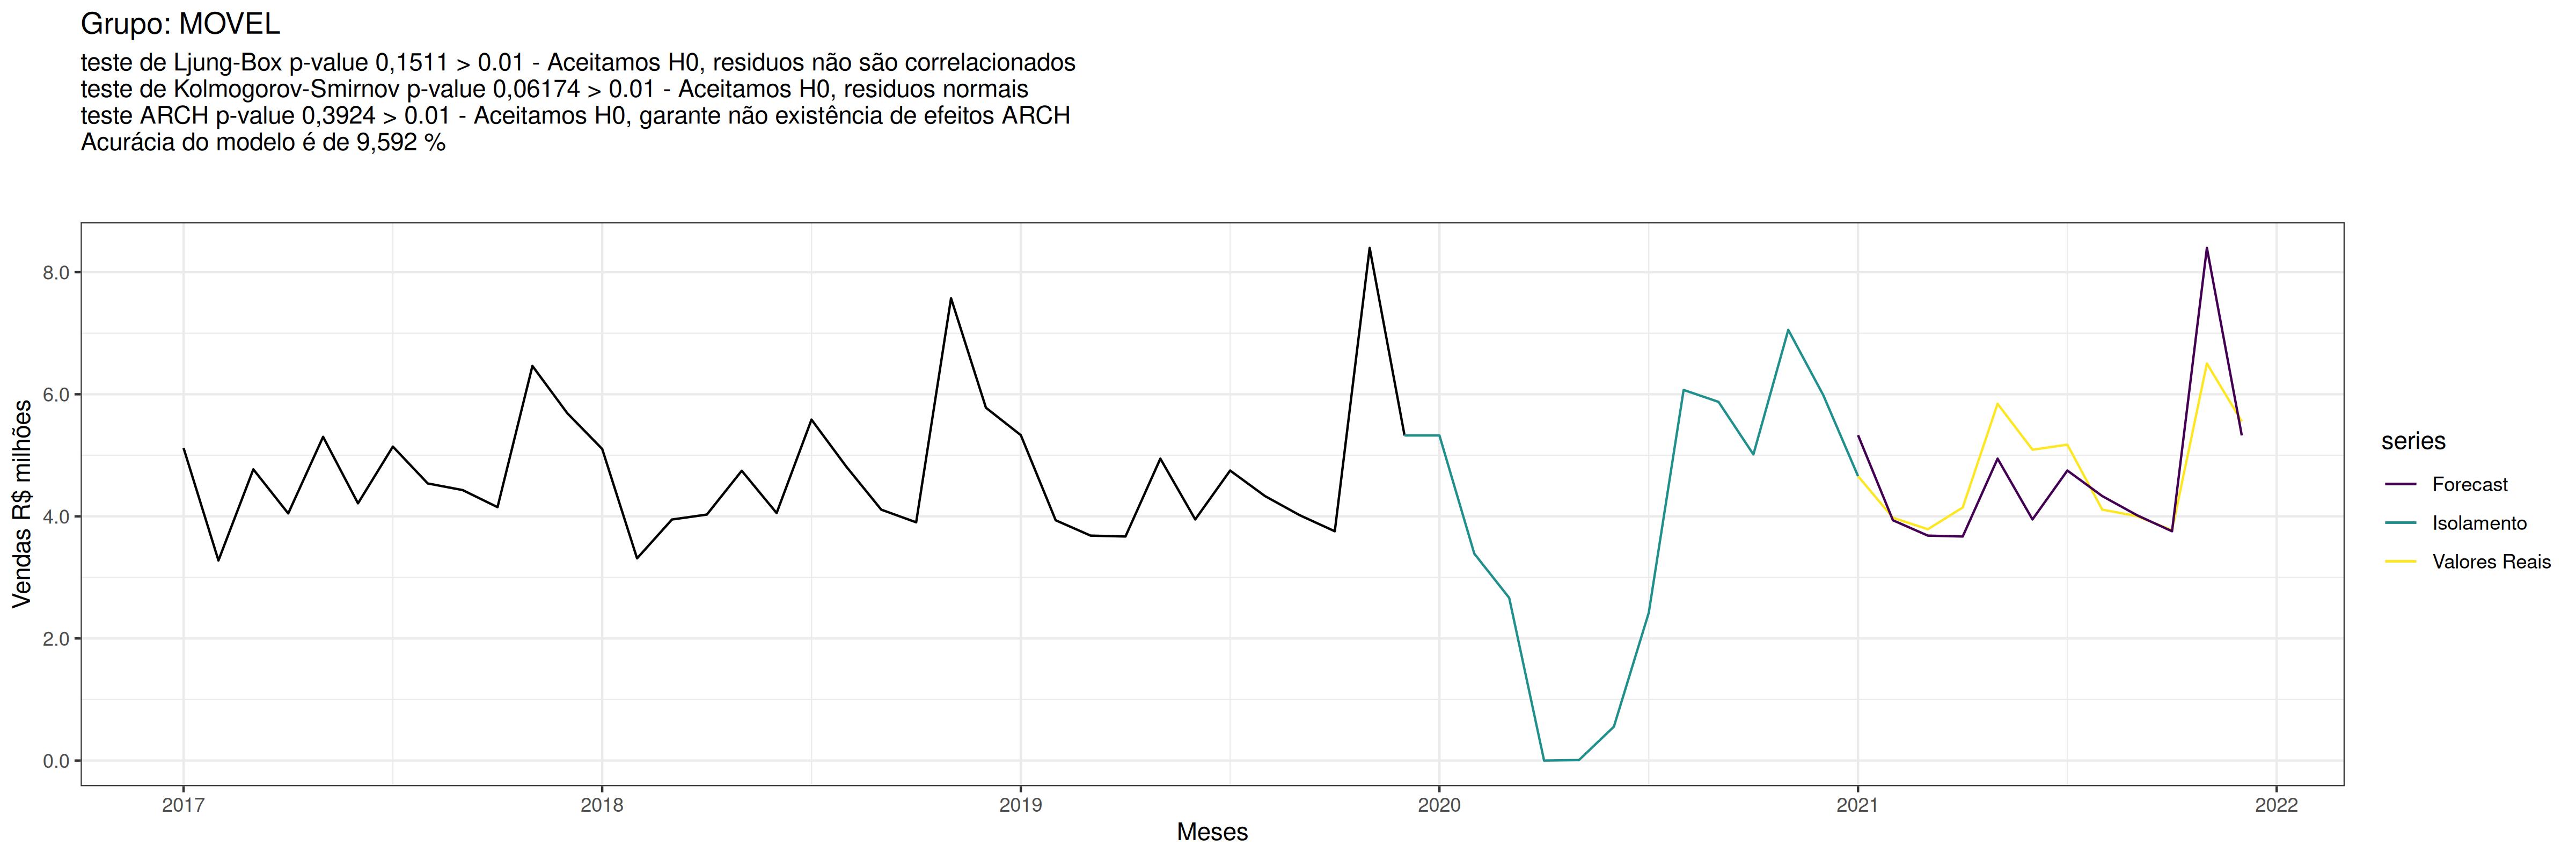 Grupo: MOVEL
teste de Ljung-Box p-value 0,1511 > 0.01 - Aceitamos H0, residuos não são correlacionados
teste de Kolmogorov-Smirnov p-value 0,06174 > 0.01 - Aceitamos H0, residuos normais
teste ARCH p-value 0,3924 > 0.01 - Aceitamos H0, garante não existência de efeitos ARCH
Acurácia do modelo é de 9,592 %
Vendas R$ milhões
8.0
6.0
4.0
2.0
0.0
2017 2018 2019 2020 2021 2022
Meses
series
Forecast
Isolamento
Valores Reais